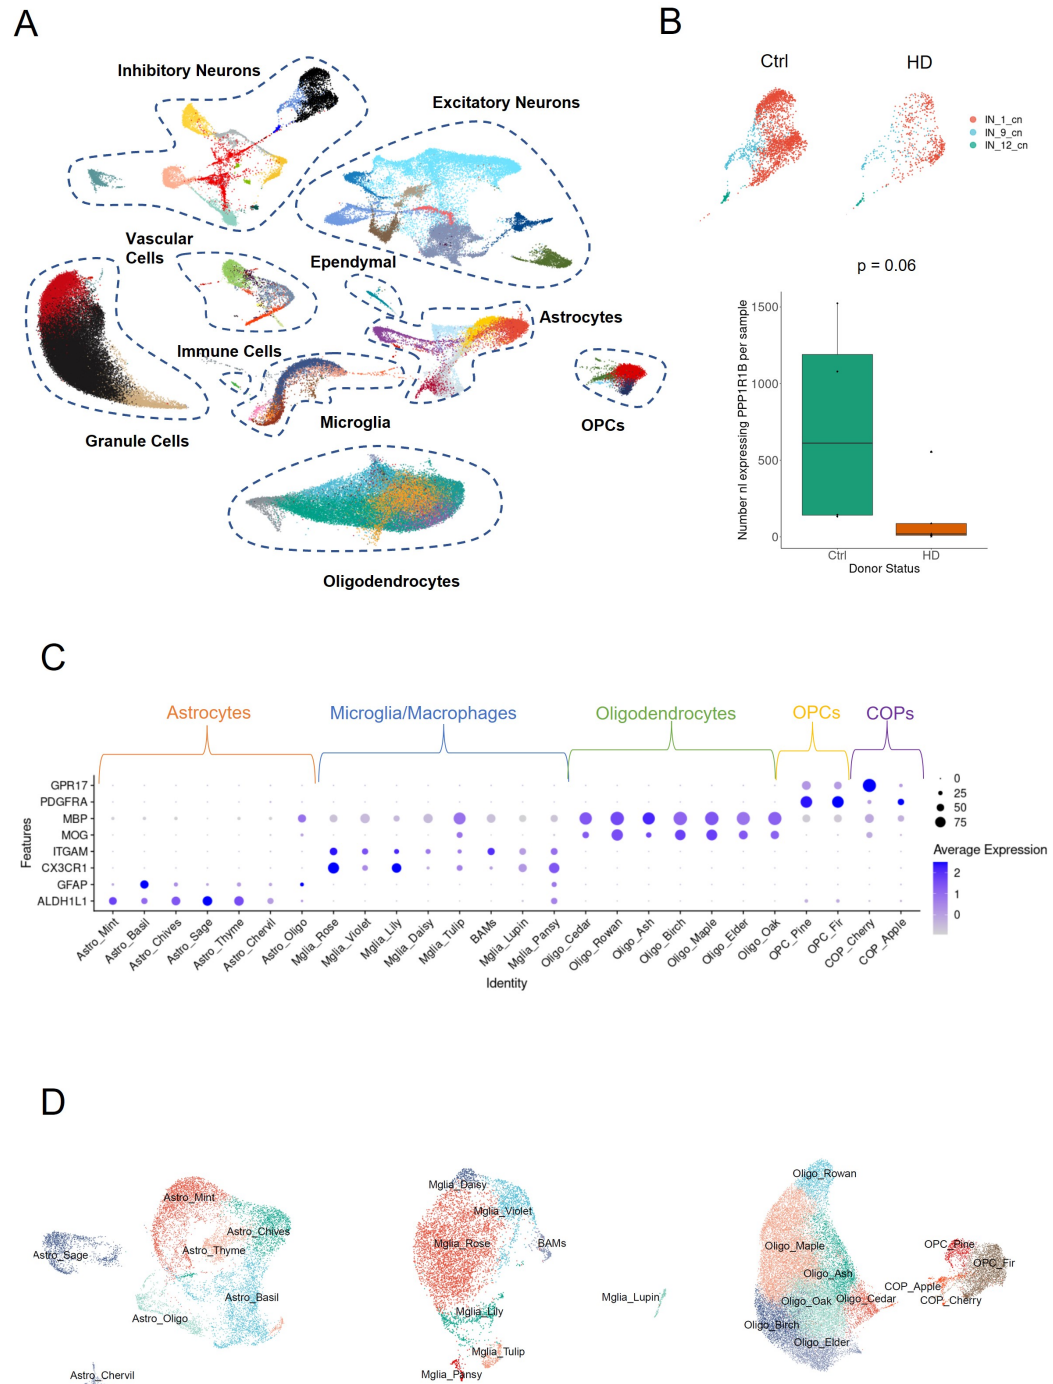 A
Inhibitory Neurons
Excitatory Neurons
Vascular
Cells
Ependymal
Astrocytes
Immune Cells
Granule Cells
Microglia
OPCs
Oligodendrocytes
B
Ctrl
HD
IN_1_cn
IN_9_cn
IN_12_cn
p = 0.06
Number nI expressing PPP1R1B per sample
1500
1000
500
0
Ctrl
HD
Donor Status
C
Astrocytes
Microglia/Macrophages
Oligodendrocytes
OPCs
COPs
Features
GPR17
PDGFRA
MBP
MOG
ITGAM
CX3CR1
GFAP
ALDH1L1
0
25
50
75
Average Expression
2
1
0
Astro_Mint
Astro_Basil
Astro_Chives
Astro_Sage
Astro_Thyme
Astro_Chervil
Astro_Oligo
Mglia_Rose
Mglia_Violet
Mglia_Lily
Mglia_Daisy
Mglia_Tulip
BAMs
Mglia_Lupin
Mglia_Pansy
Oligo_Cedar
Oligo_Rowan
Oligo_Ash
Oligo_Birch
Oligo_Maple
Oligo_Elder
Oligo_Oak
OPC_Pine
OPC_Fir
COP_Cherry
COP_Apple
Identity
D
Astro_Mint
Astro_Chives
Astro_Thyme
Astro_Sage
Astro_Basil
Astro_Oligo
Astro_Chervil
Mglia_Daisy
Mglia_Violet
Mglia_Rose
BAMs
Mglia_Lily
Mglia_Tulip
Mglia_Pansy
Mglia_Lupin
Oligo_Rowan
Oligo_Maple
Oligo_Ash
Oligo_Oak
Oligo_Cedar
Oligo_Birch
Oligo_Elder
OPC_Pine
OPC_Fir
COP_Apple
COP_Cherry